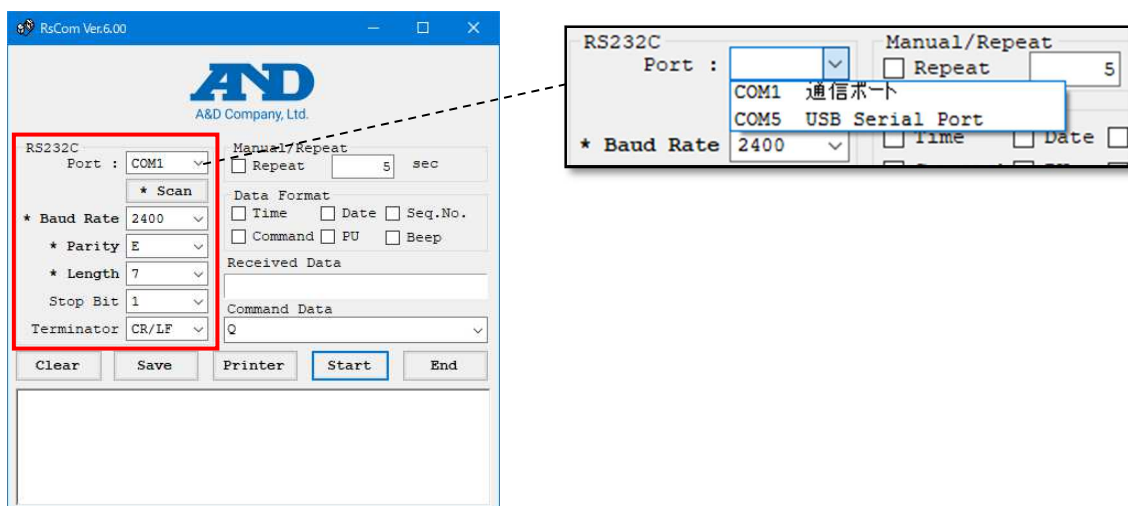 RsCom Ver.6.00
AND
A&D Company, Ltd.
RS232C
Port : COM1
* Scan
* Baud Rate 2400
* Parity E
* Length 7
Stop Bit 1
Terminator CR/LF
Manual/Repeat
Repeat 5 sec
Data Format
Time Date Seq.No.
Command PU Beep
Received Data
Command Data
Q
Clear Save Printer Start End
RS232C Manual/Repeat
Port : Repeat 5
COM1 通信ポート
COM5 USB Serial Port
Time Date
* Baud Rate 2400